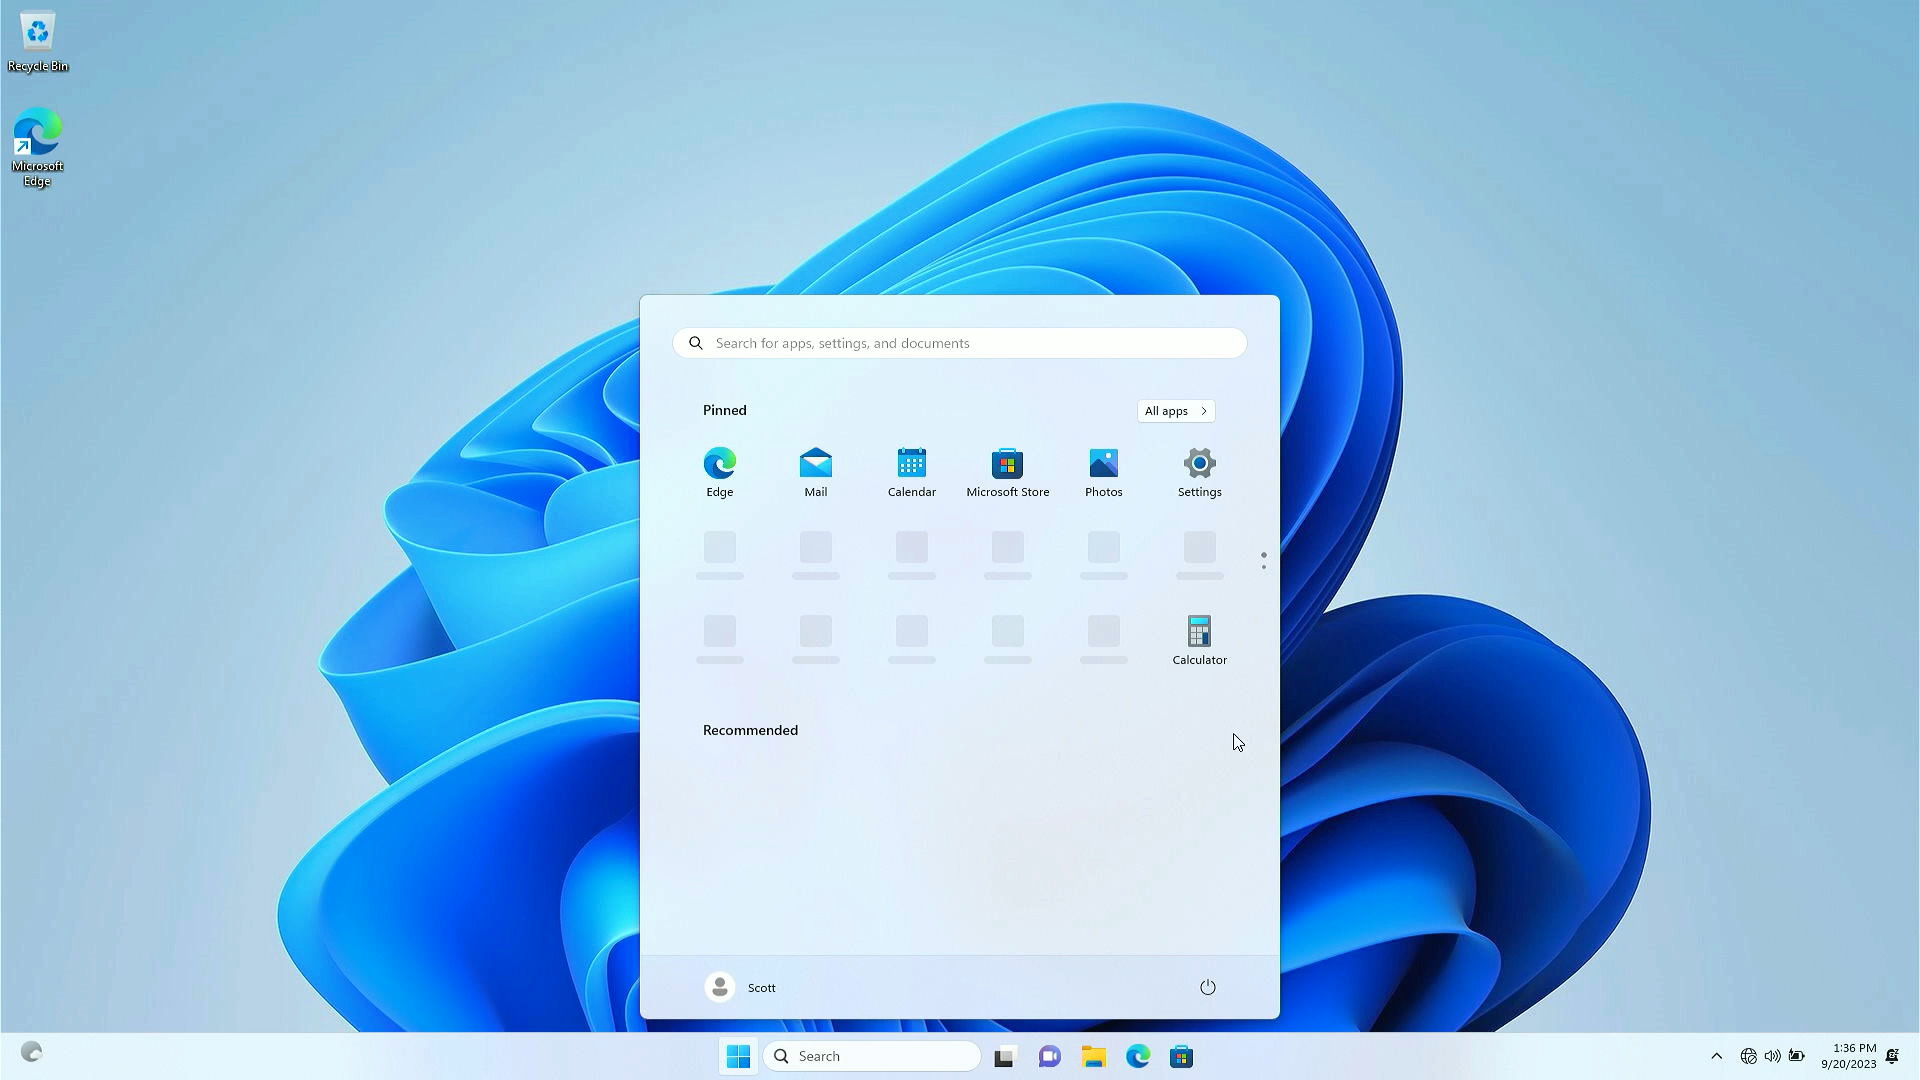 Recycle Bin
Microsoft
Edge
Search for apps, settings, and documents
Pinned
All apps
Edge
Mail
Calendar
Microsoft Store
Photos
Settings
Calculator
Recommended
Scott
Search
1:36 PM
9/20/2023